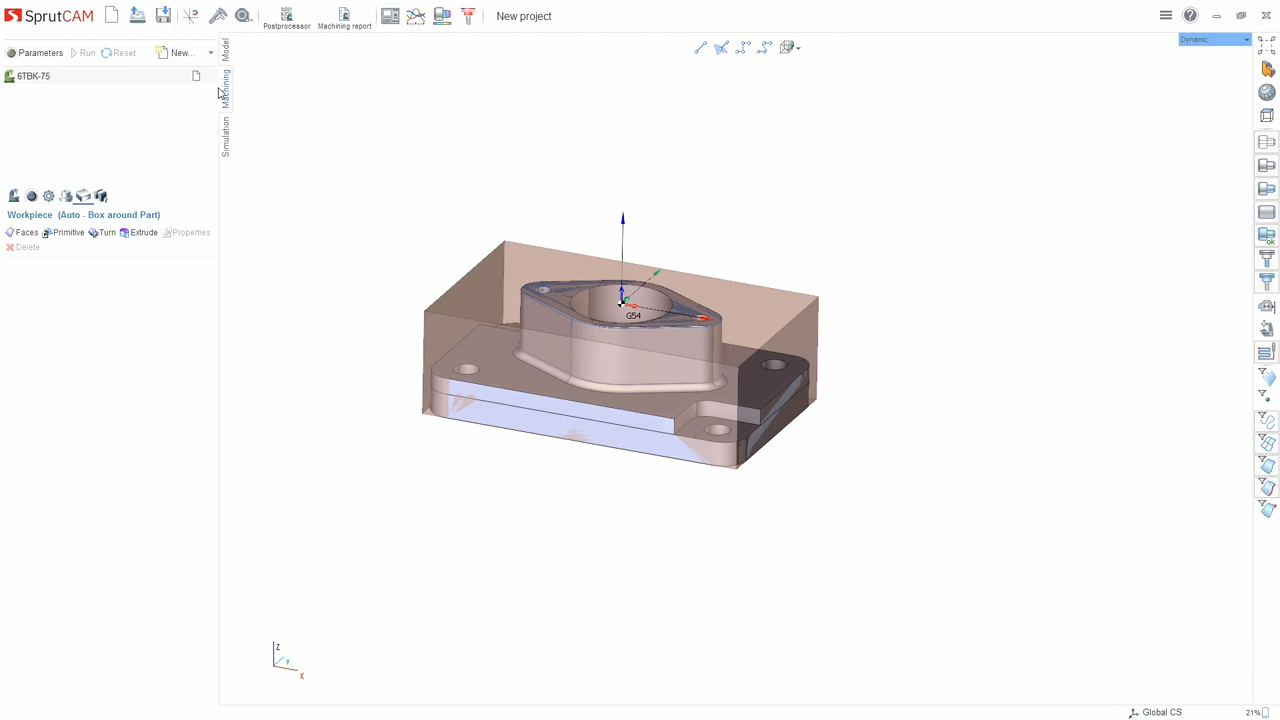 SprutCAM
Postprocessor
Machining report
New project
Parameters Run Reset New...
6TBK-75
Workpiece (Auto - Box around Part)
Faces Primitive Turn Extrude Properties
Delete
Model
Machining
Simulation
Dynamic
G54
Z
Y
X
Global CS
21%